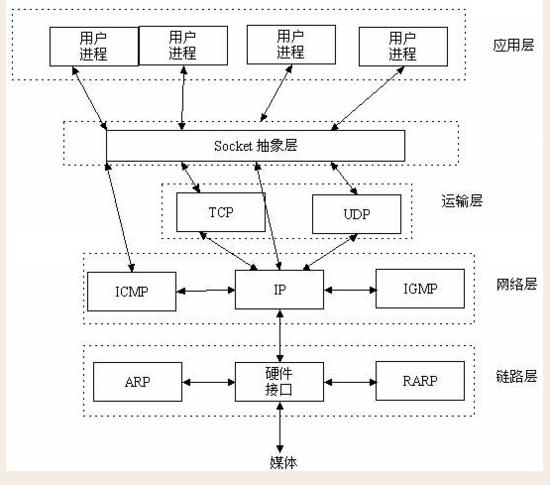 用户
进程
用户
进程
用户
进程
用户
进程
应用层
Socket 抽象层
TCP
UDP
运输层
ICMP
IP
IGMP
网络层
ARP
硬件
接口
RARP
链路层
媒体